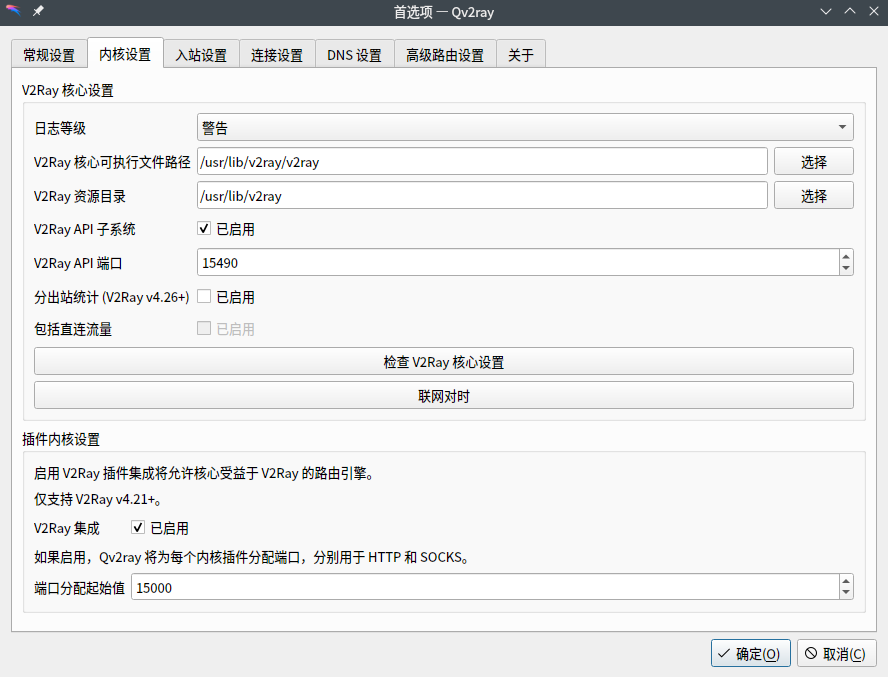 首选项 — Qv2ray
常规设置 内核设置 入站设置 连接设置 DNS 设置 高级路由设置 关于
V2Ray 核心设置
日志等级 警告
V2Ray 核心可执行文件路径 /usr/lib/v2ray/v2ray 选择
V2Ray 资源目录 /usr/lib/v2ray 选择
V2Ray API 子系统 已启用
V2Ray API 端口 15490
分出站统计 (V2Ray v4.26+) 已启用
包括直连流量 已启用
检查 V2Ray 核心设置
联网对时
插件内核设置
启用 V2Ray 插件集成将允许核心受益于 V2Ray 的路由引擎。
仅支持 V2Ray v4.21+。
V2Ray 集成 已启用
如果启用，Qv2ray 将为每个内核插件分配端口，分别用于 HTTP 和 SOCKS。
端口分配起始值 15000
确定(O) 取消(C)